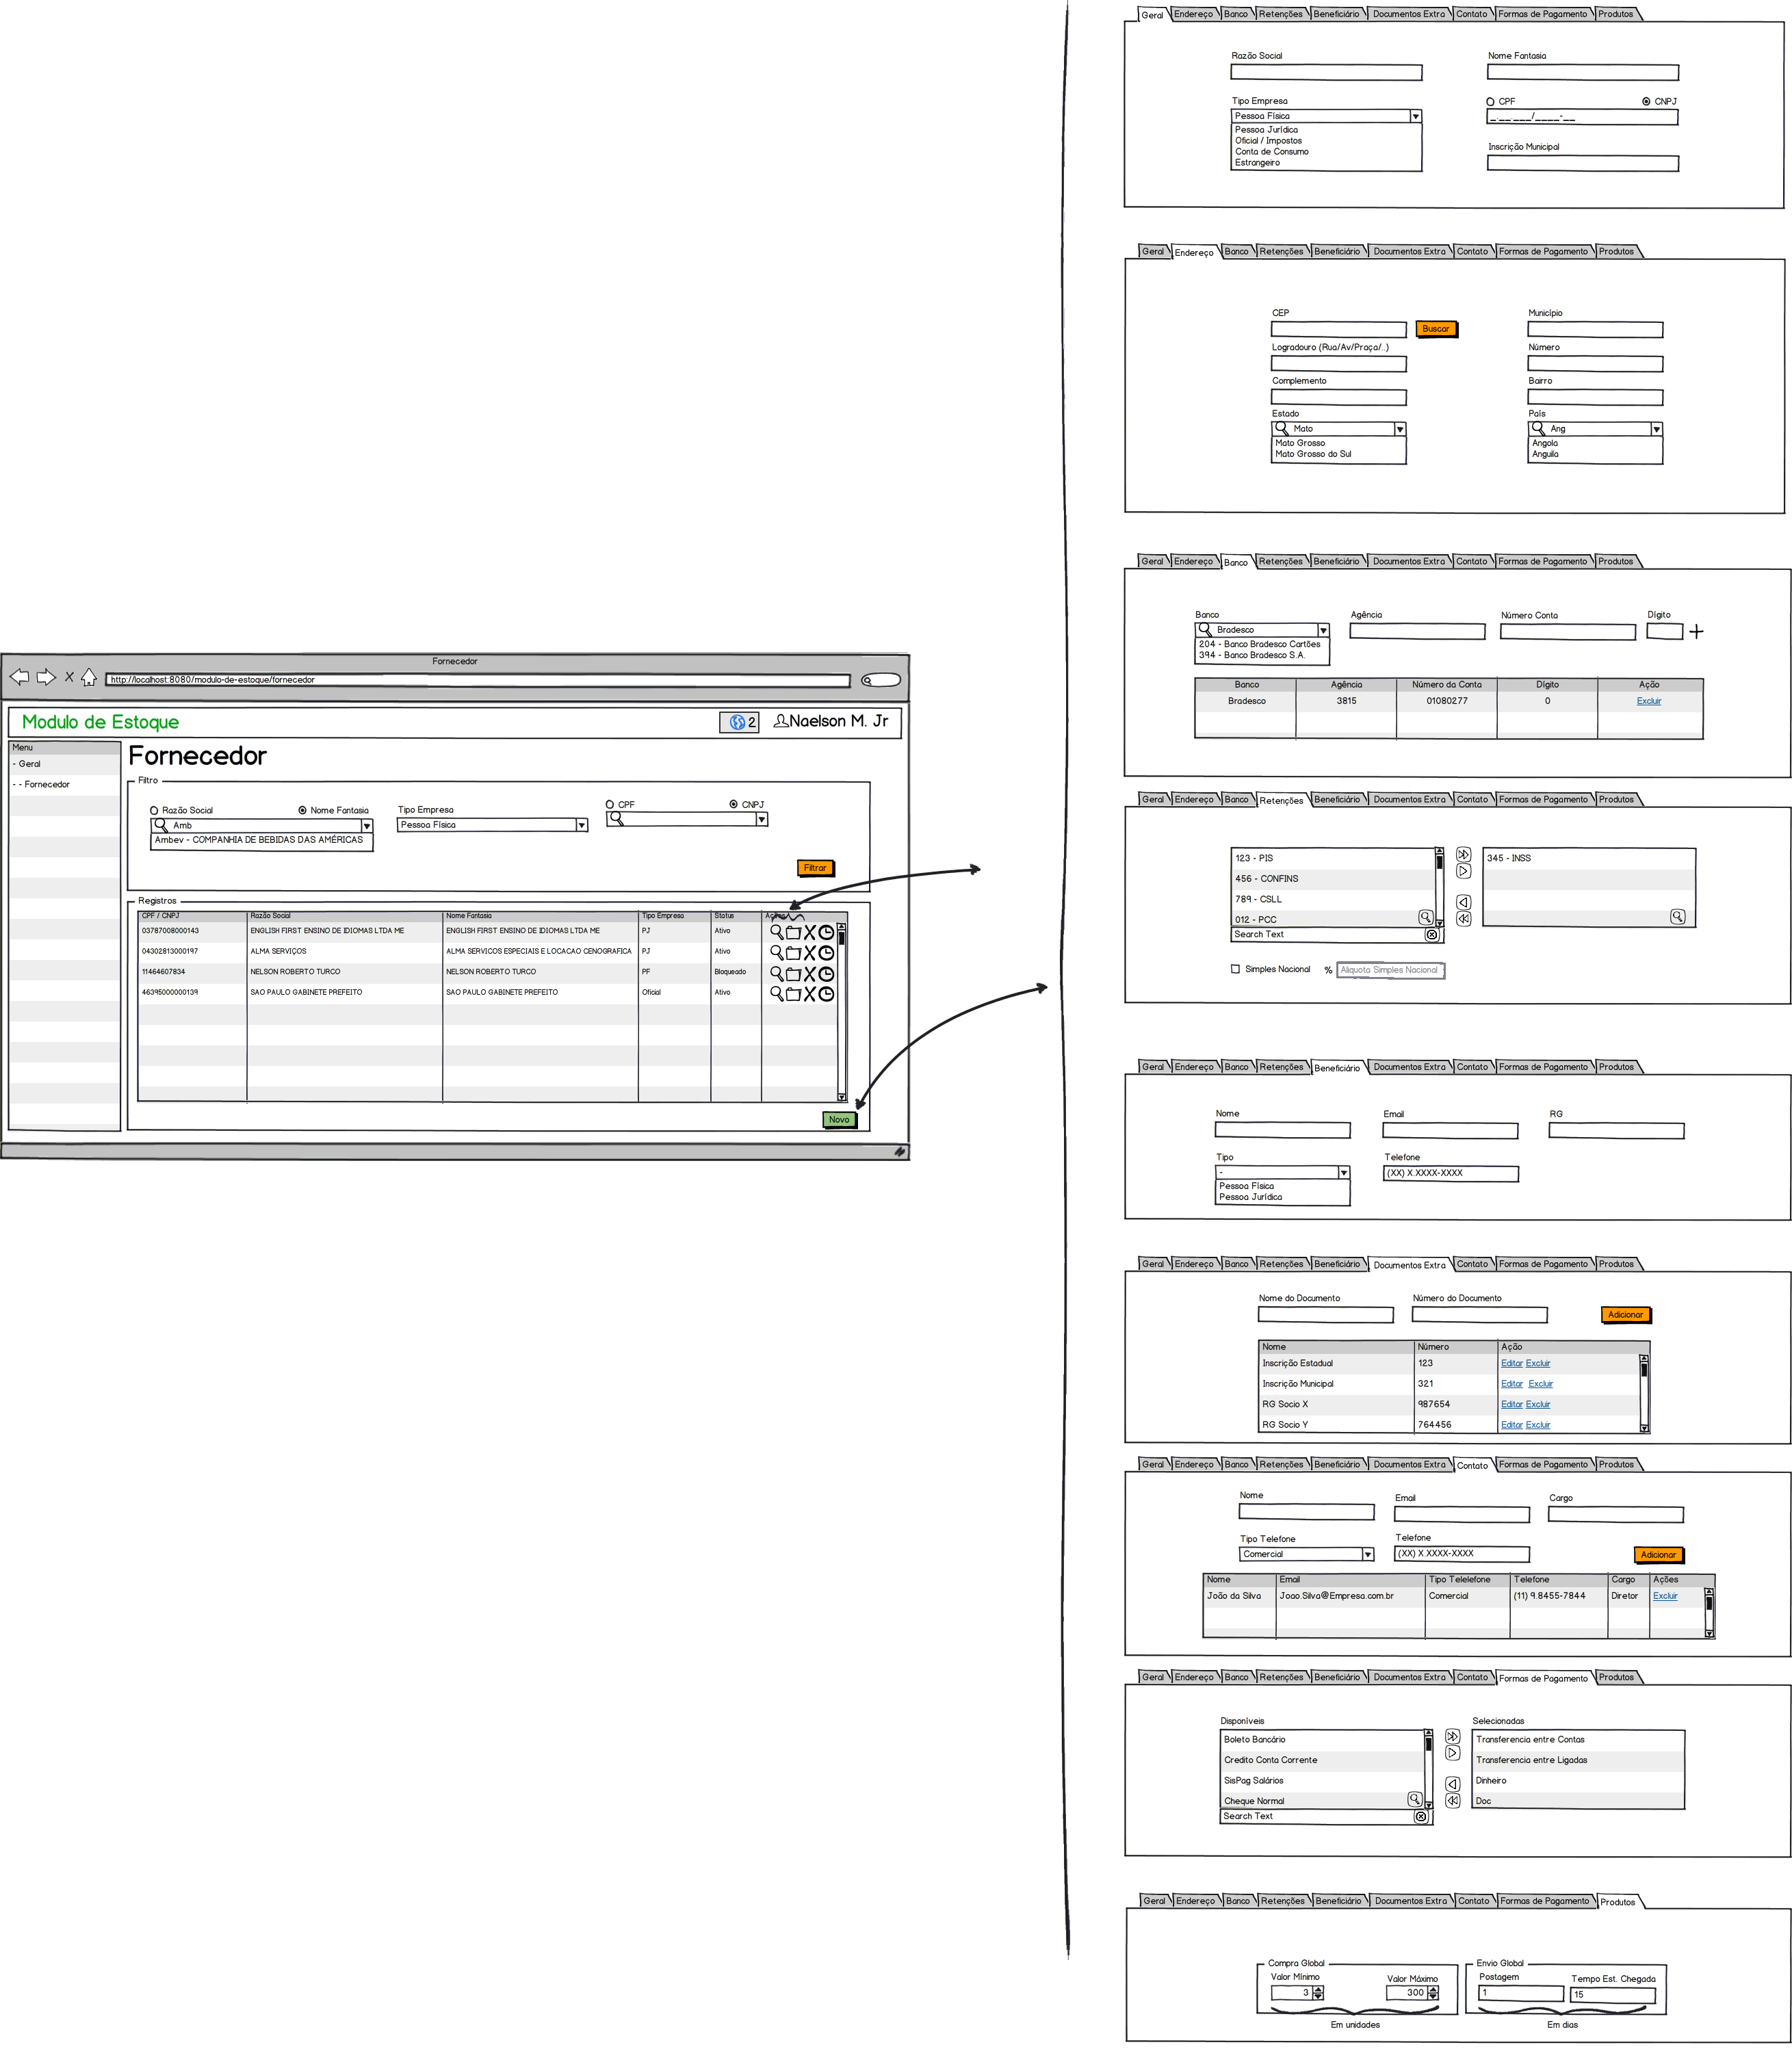 Fornecedor
http://localhost:8080/modulo-de-estoque/fornecedor
Modulo de Estoque
2
Naelson M. Jr
Menu
- Geral
- - Fornecedor
Fornecedor
Filtro
Razão Social
Nome Fantasia
Tipo Empresa
CPF
CNPJ
Amb
Pessoa Física
Ambev - COMPANHIA DE BEBIDAS DAS AMÉRICAS
Filtrar
Registros
CPF / CNPJ Razão Social Nome Fantasia Tipo Empresa Status Ações
03787008000143 ENGLISH FIRST ENSINO DE IDIOMAS LTDA ME ENGLISH FIRST ENSINO DE IDIOMAS LTDA ME PJ Ativo
04302813000197 ALMA SERVIÇOS ALMA SERVICOS ESPECIAIS E LOCACAO CENOGRAFICA PJ Ativo
11464607834 NELSON ROBERTO TURCO NELSON ROBERTO TURCO PF Bloqueado
46395000000139 SAO PAULO GABINETE PREFEITO SAO PAULO GABINETE PREFEITO Oficial Ativo
Novo
Geral Endereço Banco Retenções Beneficiário Documentos Extra Contato Formas de Pagamento Produtos
Razão Social Nome Fantasia
Tipo Empresa CPF CNPJ
Pessoa Física _.__.___/____-__
Pessoa Jurídica
Oficial / Impostos
Conta de Consumo
Estrangeiro
Inscrição Municipal
Geral Endereço Banco Retenções Beneficiário Documentos Extra Contato Formas de Pagamento Produtos
CEP Município
Buscar
Logradouro (Rua/Av/Praça/..) Número
Complemento Bairro
Estado País
Mato Ang
Mato Grosso Angola
Mato Grosso do Sul Anguila
Geral Endereço Banco Retenções Beneficiário Documentos Extra Contato Formas de Pagamento Produtos
Banco Agência Número Conta Dígito
Bradesco
204 - Banco Bradesco Cartões
394 - Banco Bradesco S.A.
Banco Agência Número da Conta Dígito Ação
Bradesco 3815 01080277 0 Excluir
Geral Endereço Banco Retenções Beneficiário Documentos Extra Contato Formas de Pagamento Produtos
123 - PIS 345 - INSS
456 - CONFINS
789 - CSLL
012 - PCC
Search Text
Simples Nacional % Aliquota Simples Nacional
Geral Endereço Banco Retenções Beneficiário Documentos Extra Contato Formas de Pagamento Produtos
Nome Email RG
Tipo Telefone
- (XX) X.XXXX-XXXX
Pessoa Física
Pessoa Jurídica
Geral Endereço Banco Retenções Beneficiário Documentos Extra Contato Formas de Pagamento Produtos
Nome do Documento Número do Documento
Adicionar
Nome Número Ação
Inscrição Estadual 123 Editar Excluir
Inscrição Municipal 321 Editar Excluir
RG Socio X 987654 Editar Excluir
RG Socio Y 764456 Editar Excluir
Geral Endereço Banco Retenções Beneficiário Documentos Extra Contato Formas de Pagamento Produtos
Nome Email Cargo
Tipo Telefone Telefone
Comercial (XX) X.XXXX-XXXX Adicionar
Nome Email Tipo Telelefone Telefone Cargo Ações
João da Silva Joao.Silva@Empresa.com.br Comercial (11) 9.8455-7844 Diretor Excluir
Geral Endereço Banco Retenções Beneficiário Documentos Extra Contato Formas de Pagamento Produtos
Disponíveis Selecionadas
Boleto Bancário Transferencia entre Contas
Credito Conta Corrente Transferencia entre Ligadas
SisPag Salários Dinheiro
Cheque Normal Doc
Search Text
Geral Endereço Banco Retenções Beneficiário Documentos Extra Contato Formas de Pagamento Produtos
Compra Global Envio Global
Valor Mínimo Valor Máximo Postagem Tempo Est. Chegada
3 300 1 15
Em unidades Em dias